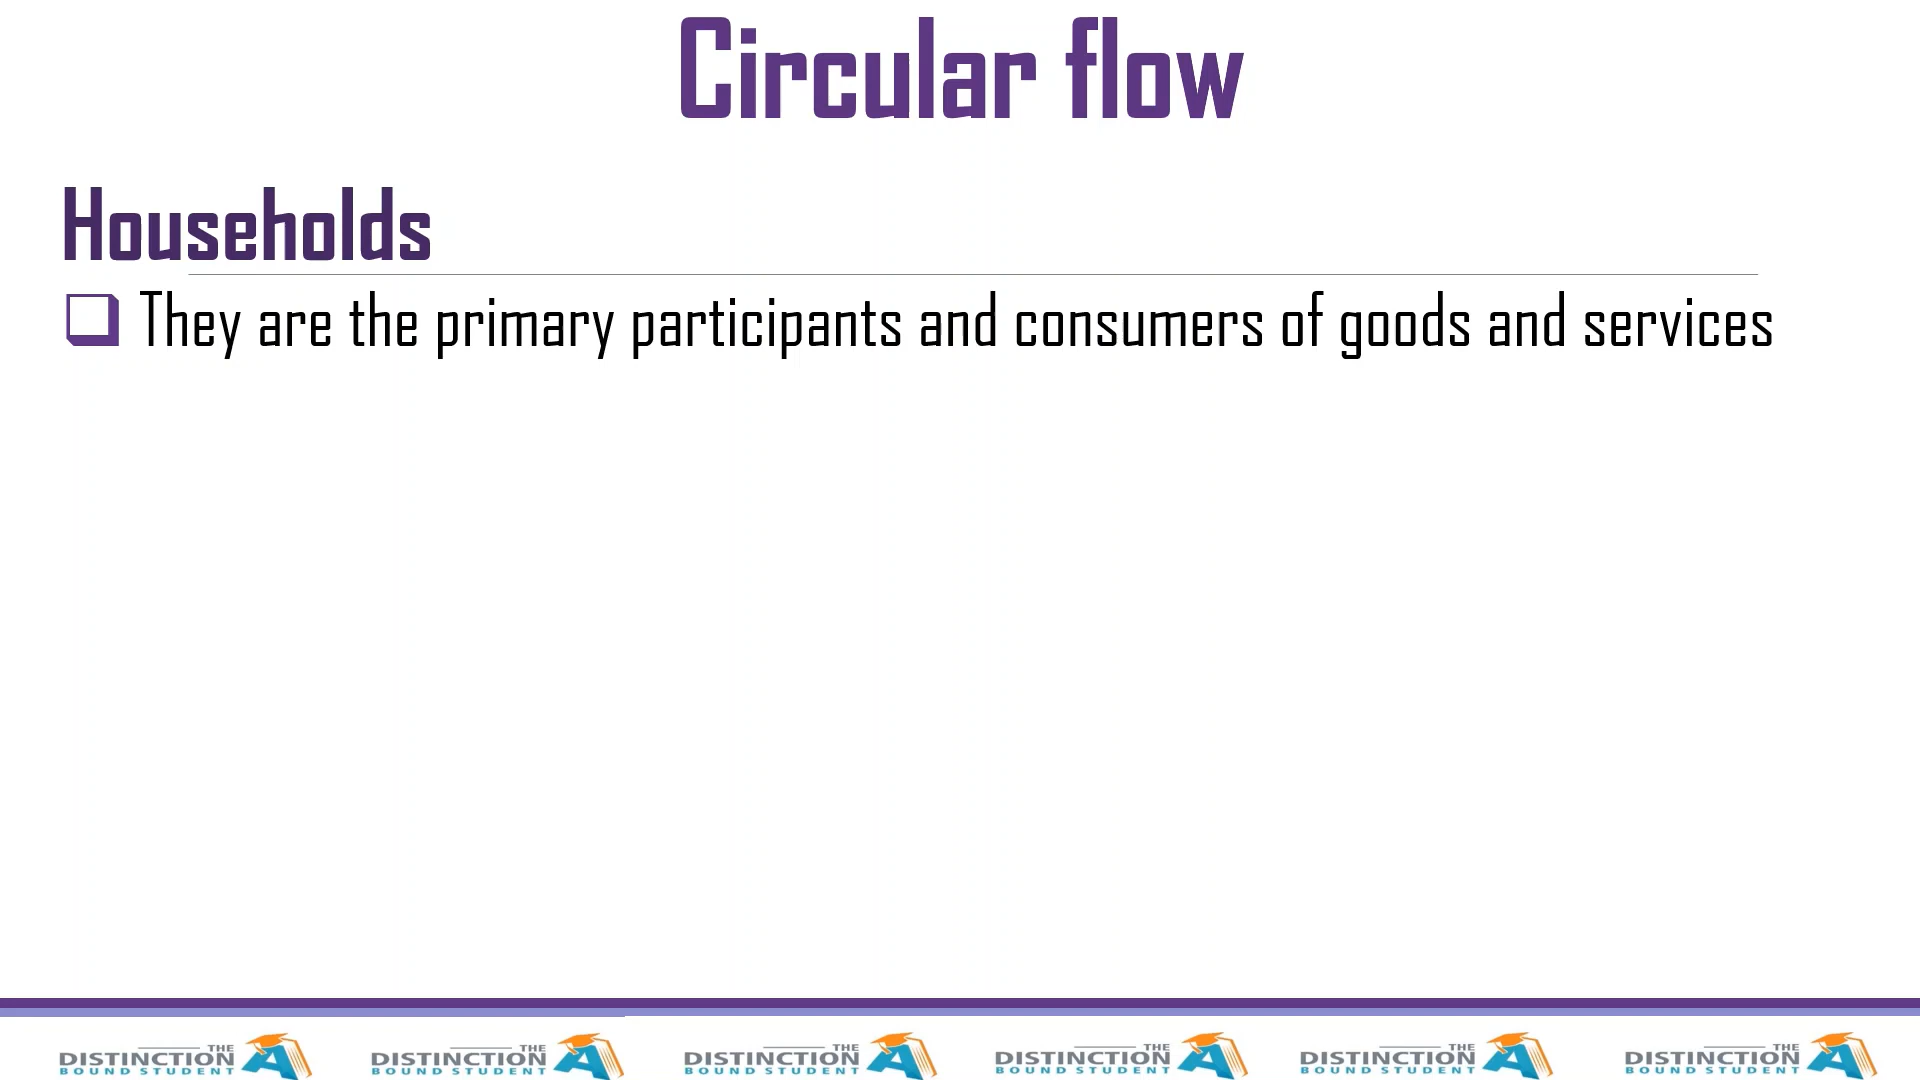 Circular flow
Households
They are the primary participants and consumers of goods and services
THE DISTINCTION BOUND STUDENT
THE DISTINCTION BOUND STUDENT
THE DISTINCTION BOUND STUDENT
THE DISTINCTION BOUND STUDENT
THE DISTINCTION BOUND STUDENT
THE DISTINCTION BOUND STUDENT